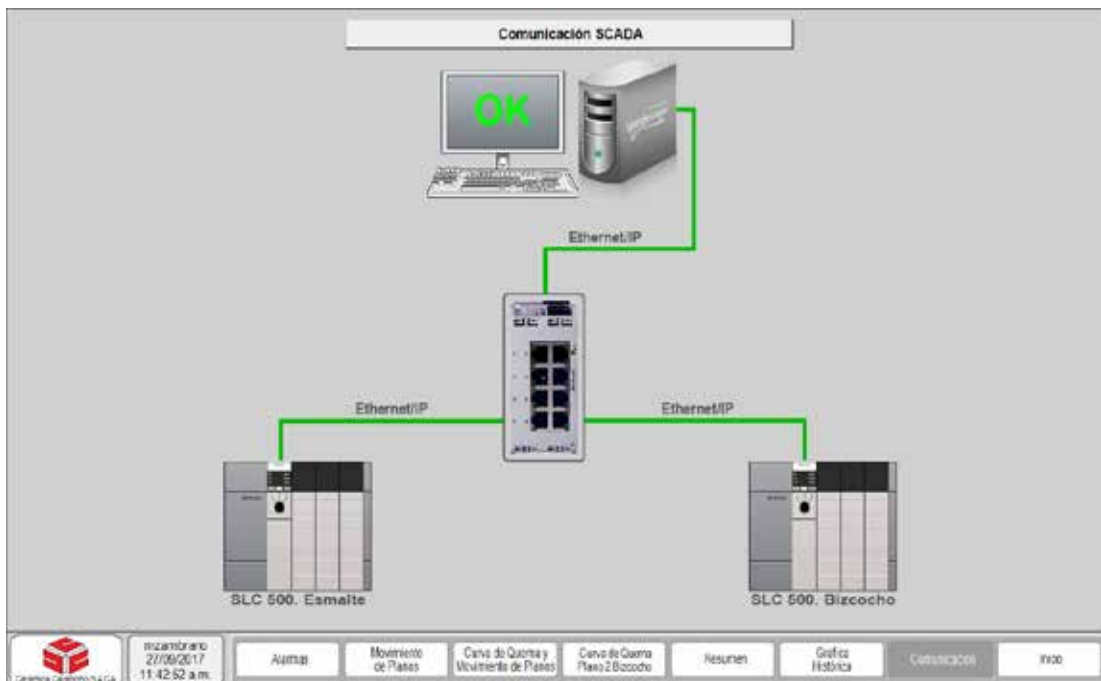 Comunicación SCADA
OK
Ethernet/IP
Ethernet/IP
Ethernet/IP
SLC 500. Esmalte
SLC 500. Bizcocho
mzambrano
27/09/2017
11:42:52 a.m.
Alarmas
Movimiento
de Planos
Curva de Quema y
Movimiento de Planos
Curva de Quema
Plano 2 Bizcocho
Resumen
Grafica
Histórica
Comunicación
Inicio